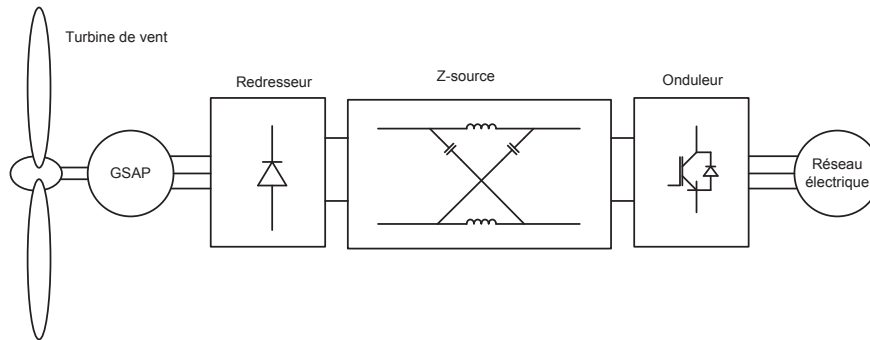 Turbine de vent
Redresseur
Z-source
Onduleur
GSAP
Réseau
électrique